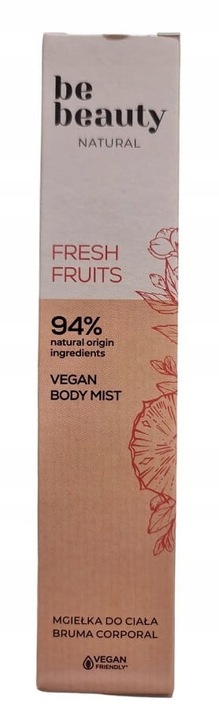 be
beauty
NATURAL
FRESH
FRUITS
94%
natural origin
ingredients
VEGAN
BODY MIST
MGIEŁKA DO CIAŁA
BRUMA CORPORAL
VEGAN
FRIENDLY*